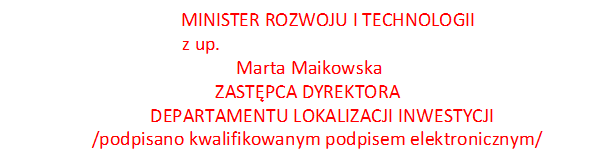 MINISTER ROZWOJU I TECHNOLOGII
z up.
Marta Maikowska
ZASTĘPCA DYREKTORA
DEPARTAMENTU LOKALIZACJI INWESTYCJI
/podpisano kwalifikowanym podpisem elektronicznym/